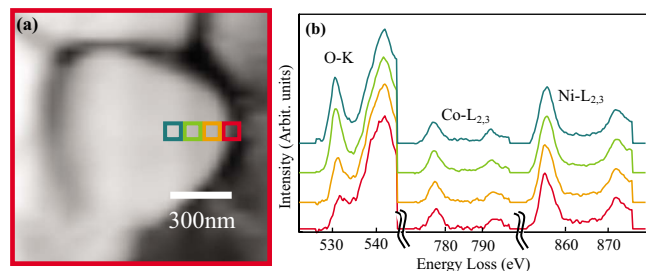 (a)
300nm
(b)
O-K
Co-L2,3
Ni-L2,3
Intensity (Arbit. units)
530 540 780 790 860 870
Energy Loss (eV)